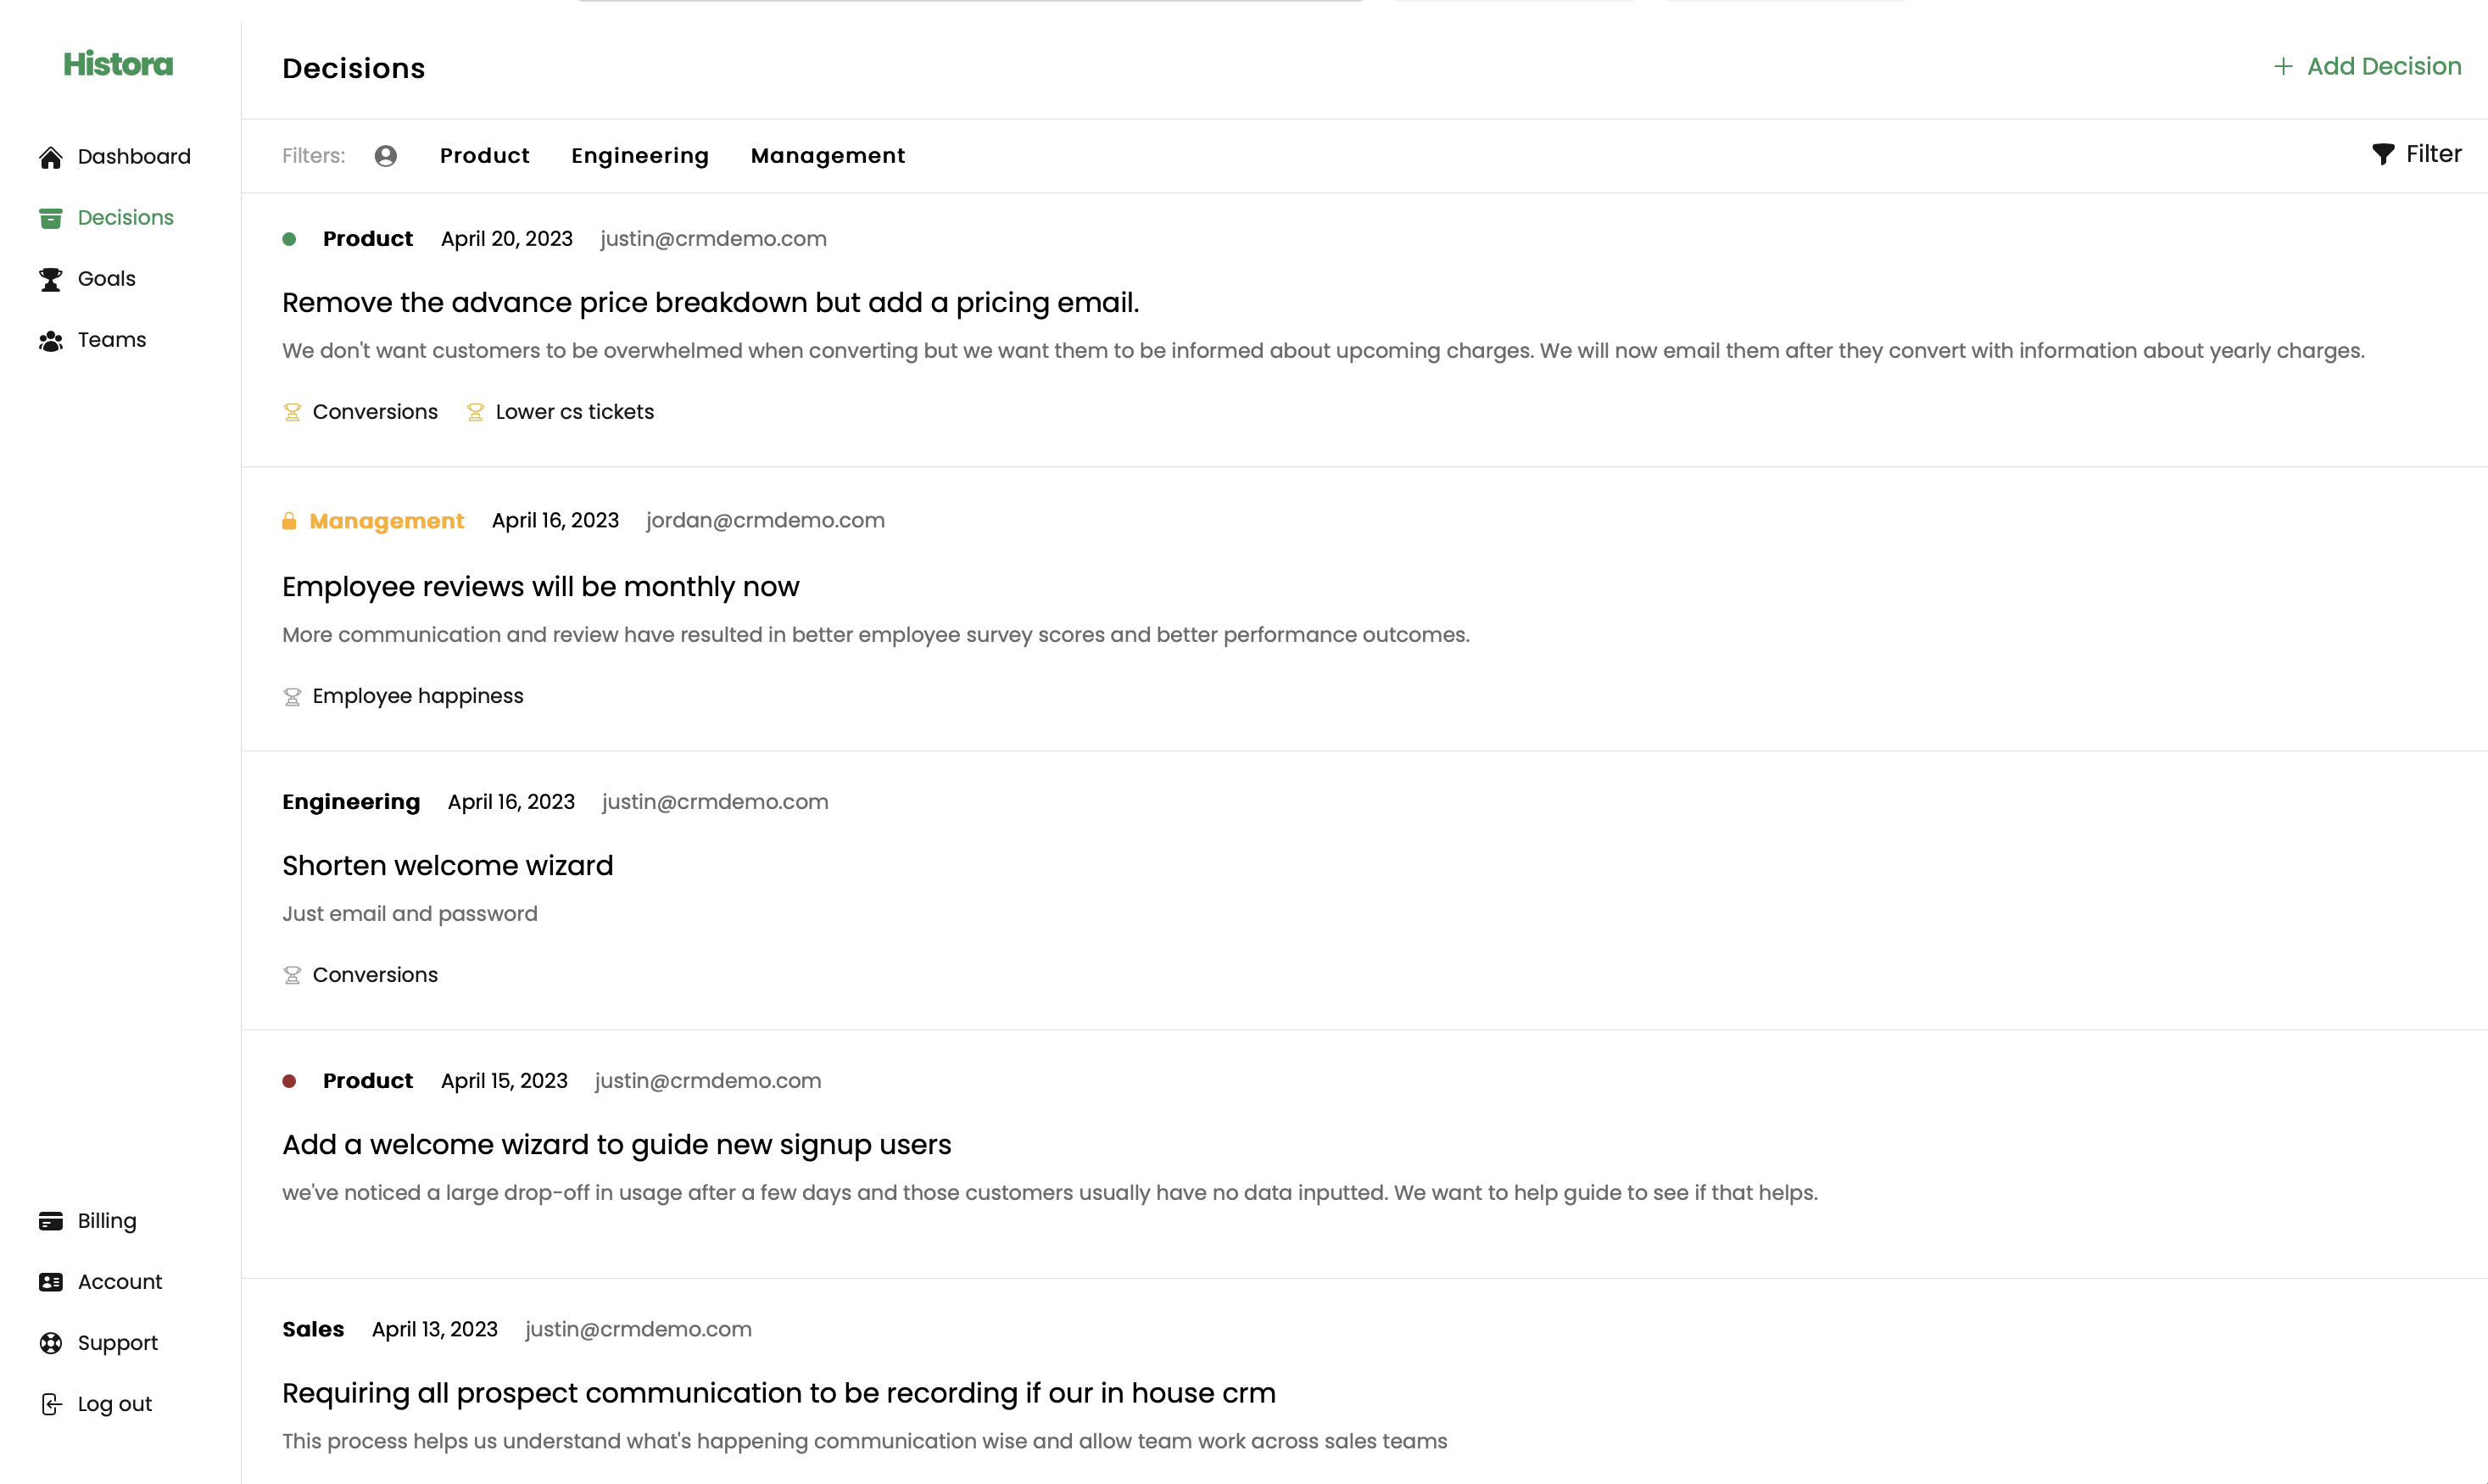 Histora
Dashboard
Decisions
Goals
Teams
Billing
Account
Support
Log out
Decisions
Add Decision
Filters: Product Engineering Management
Filter
Product April 20, 2023 justin@crmdemo.com
Remove the advance price breakdown but add a pricing email.
We don't want customers to be overwhelmed when converting but we want them to be informed about upcoming charges. We will now email them after they convert with information about yearly charges.
Conversions Lower cs tickets
Management April 16, 2023 jordan@crmdemo.com
Employee reviews will be monthly now
More communication and review have resulted in better employee survey scores and better performance outcomes.
Employee happiness
Engineering April 16, 2023 justin@crmdemo.com
Shorten welcome wizard
Just email and password
Conversions
Product April 15, 2023 justin@crmdemo.com
Add a welcome wizard to guide new signup users
we've noticed a large drop-off in usage after a few days and those customers usually have no data inputted. We want to help guide to see if that helps.
Sales April 13, 2023 justin@crmdemo.com
Requiring all prospect communication to be recording if our in house crm
This process helps us understand what's happening communication wise and allow team work across sales teams